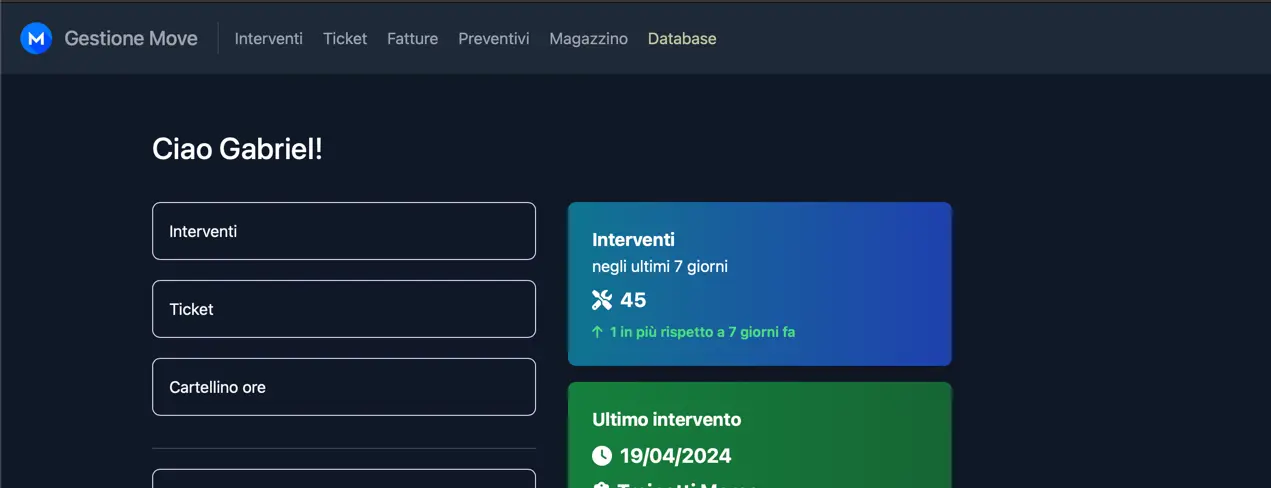 M Gestione Move Interventi Ticket Fatture Preventivi Magazzino Database
Ciao Gabriel!
Interventi
Ticket
Cartellino ore
Interventi
negli ultimi 7 giorni
45
↑ 1 in più rispetto a 7 giorni fa
Ultimo intervento
19/04/2024